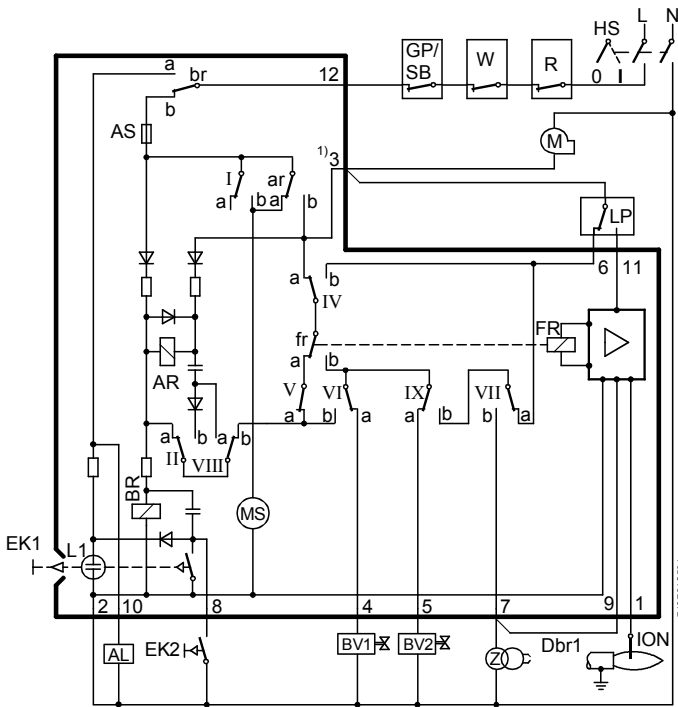 HS L N
GP/
SB
W
R
0 I
a
br
12
b
AS
1) 3
M
I
ar
a b a b
LP
a b
6 11
IV
fr
FR
a b
AR
V VI IX VII
a b a a b b a
a b a b
II VIII
BR
MS
EK1
L1
2 10 8 4 5 7 9 1
AL
EK2
BV1
BV2
Z
Dbr1
ION